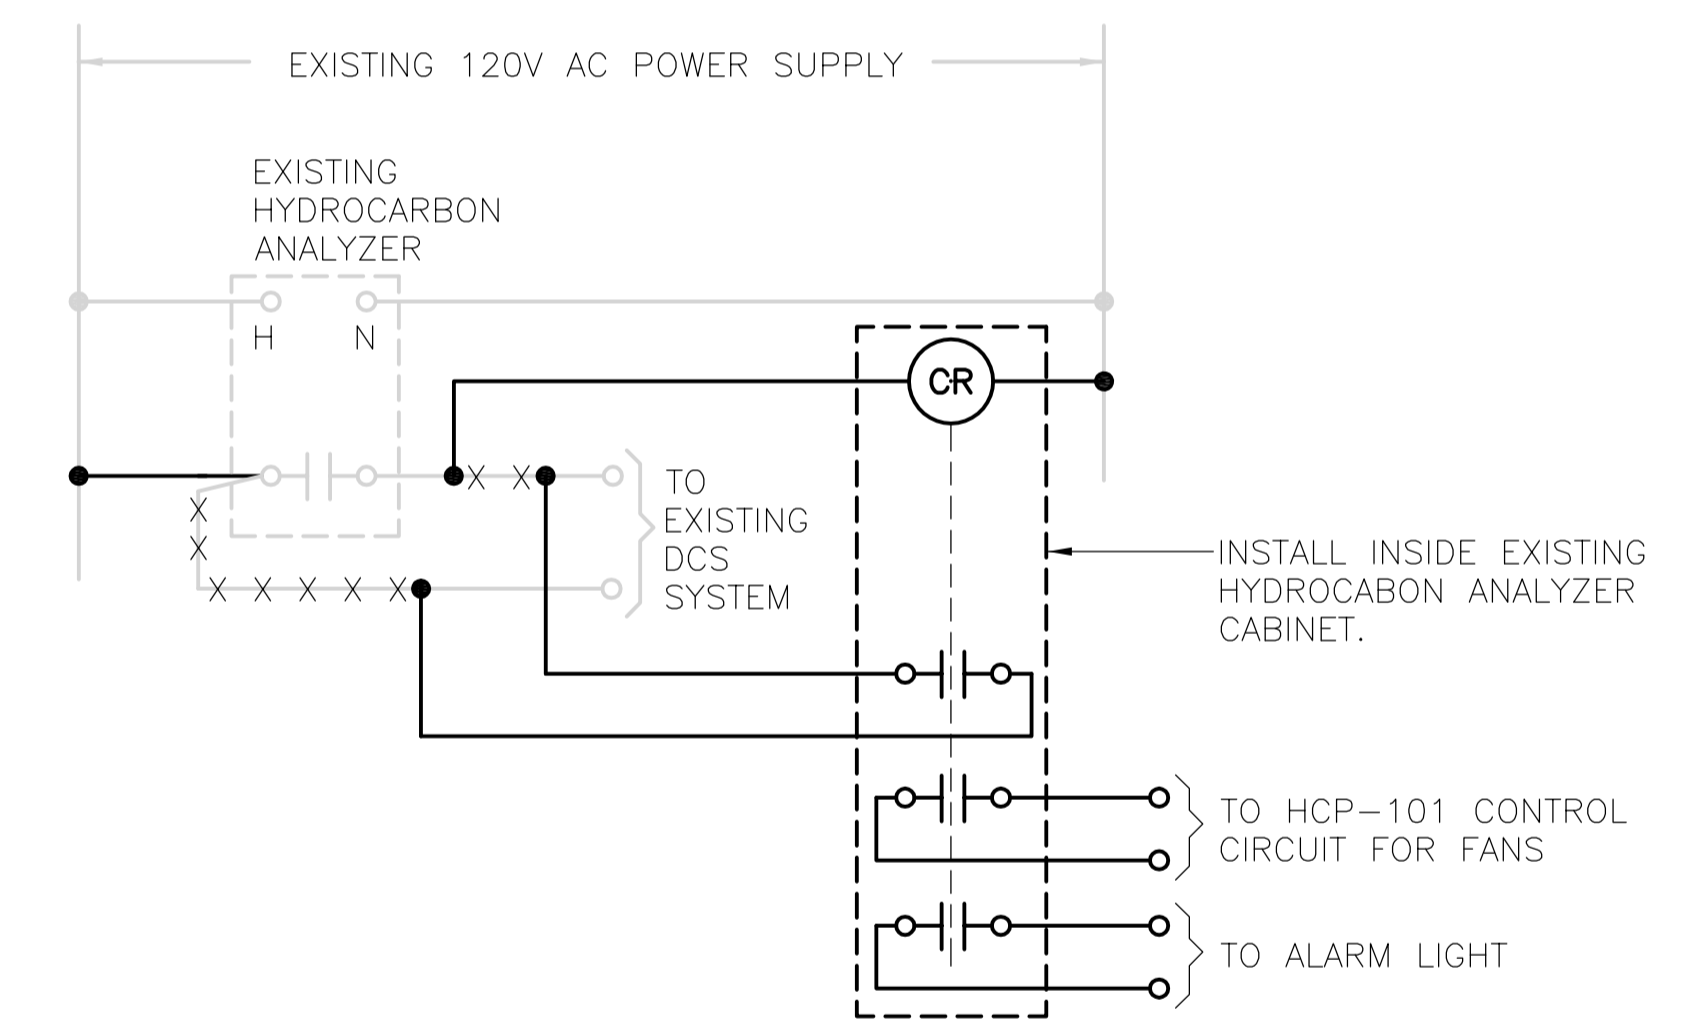 EXISTING 120V AC POWER SUPPLY
EXISTING
HYDROCARBON
ANALYZER
H N
CR
X X
TO
EXISTING
DCS
SYSTEM
X
X
X X X X X
INSTALL INSIDE EXISTING
HYDROCABON ANALYZER
CABINET.
TO HCP-101 CONTROL
CIRCUIT FOR FANS
TO ALARM LIGHT